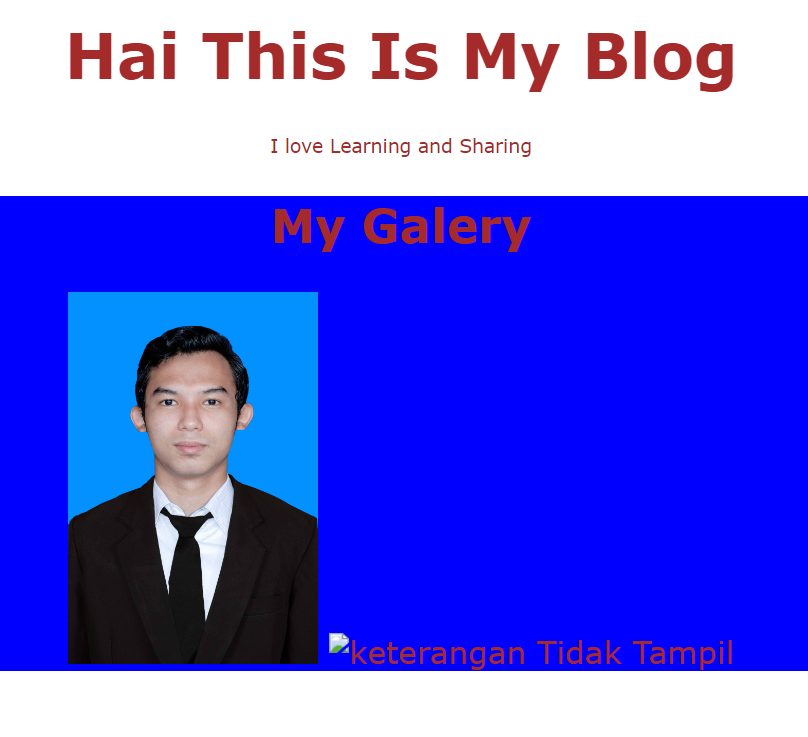 Hai This Is My Blog
I love Learning and Sharing
My Galery
keterangan Tidak Tampil